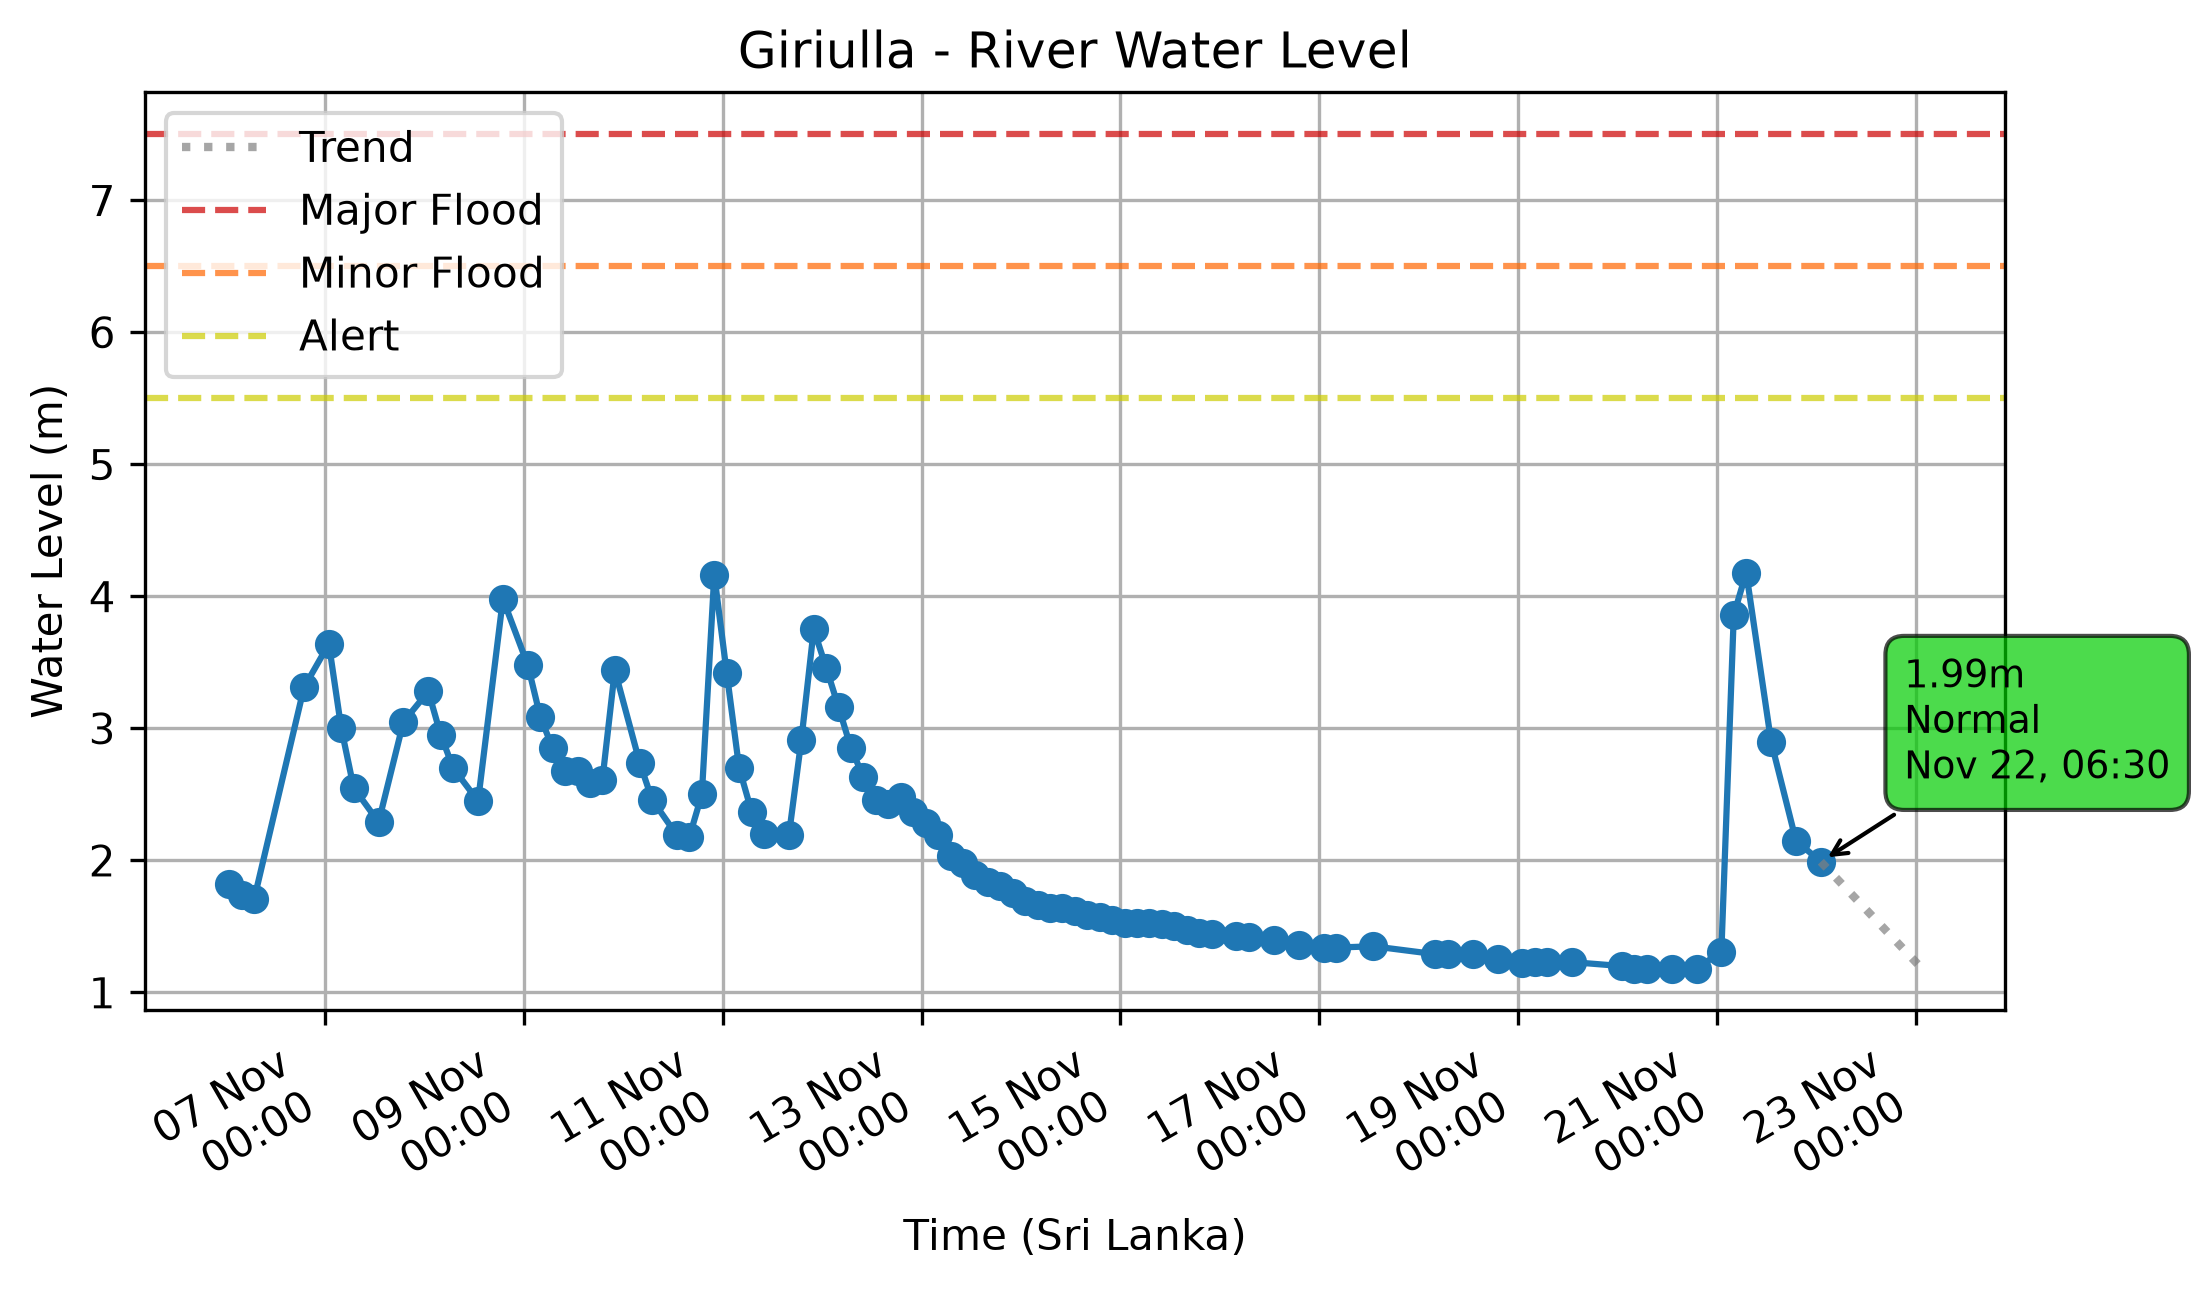 Giriulla - River Water Level
Trend
Major Flood
Minor Flood
Alert
7
6
5
4
3
2
1
Water Level (m)
1.99m
Normal
Nov 22, 06:30
07 Nov
00:00
09 Nov
00:00
11 Nov
00:00
13 Nov
00:00
15 Nov
00:00
17 Nov
00:00
19 Nov
00:00
21 Nov
00:00
23 Nov
00:00
Time (Sri Lanka)